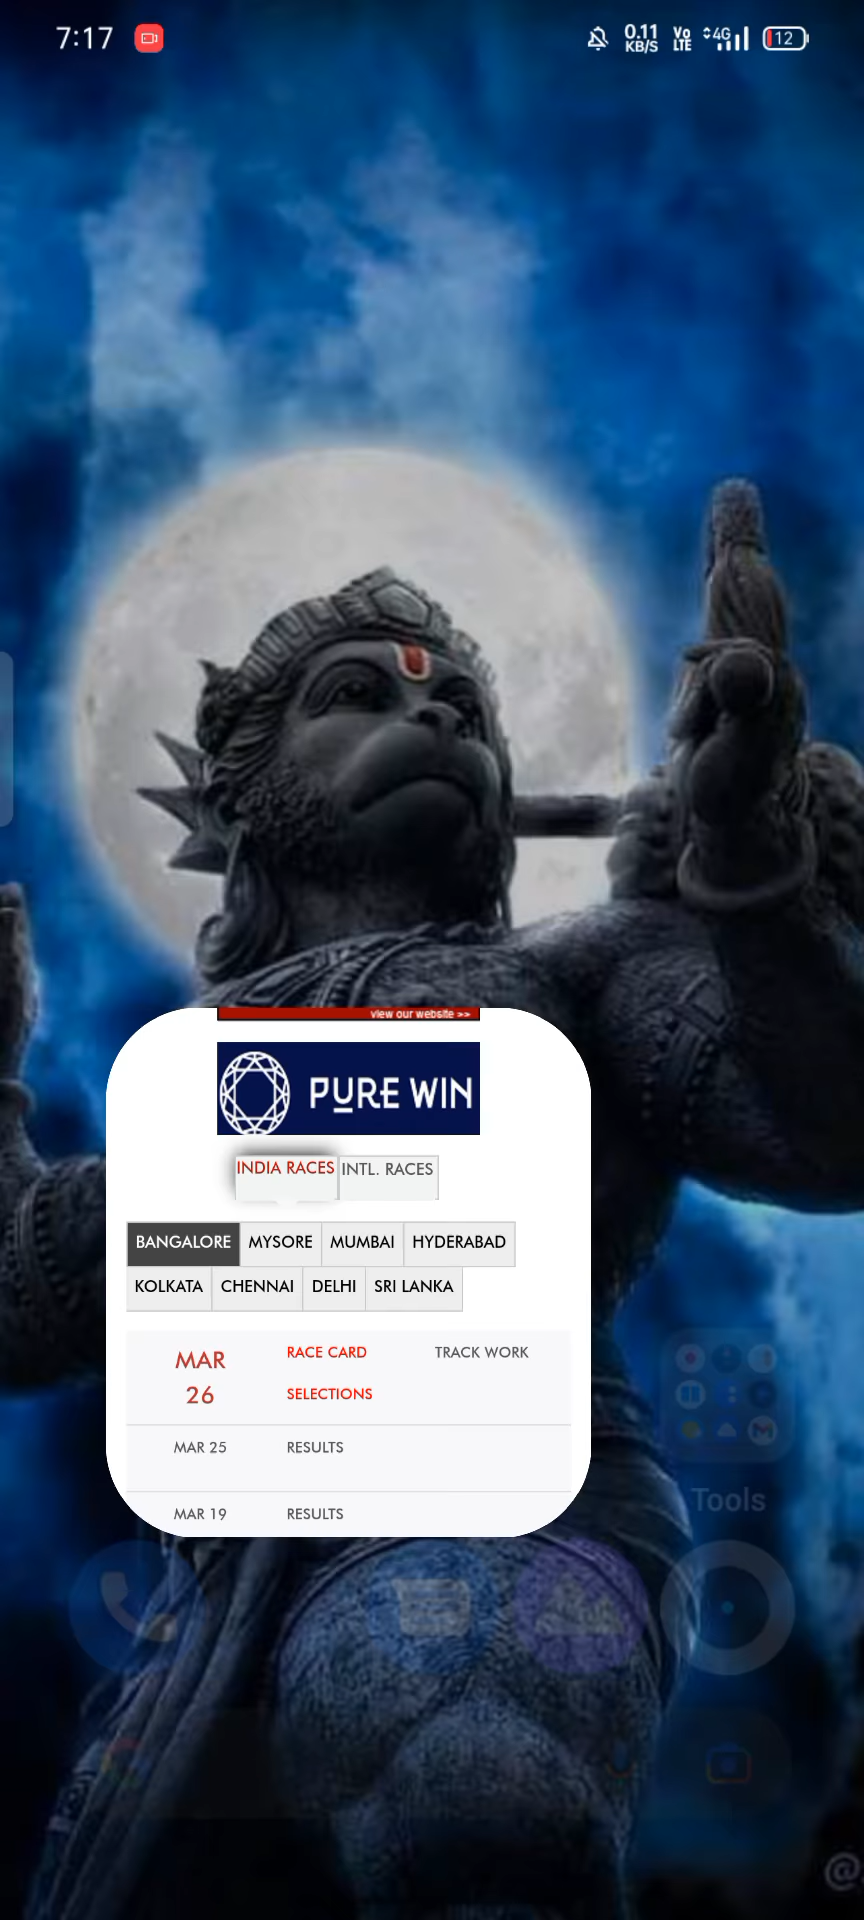 7:17
0.11 KB/S Vo LTE 4G 12
view our website >>
PURE WIN
INDIA RACES INTL. RACES
BANGALORE MYSORE MUMBAI HYDERABAD
KOLKATA CHENNAI DELHI SRI LANKA
MAR 26 RACE CARD TRACK WORK
SELECTIONS
MAR 25 RESULTS
MAR 19 RESULTS
Tools
@